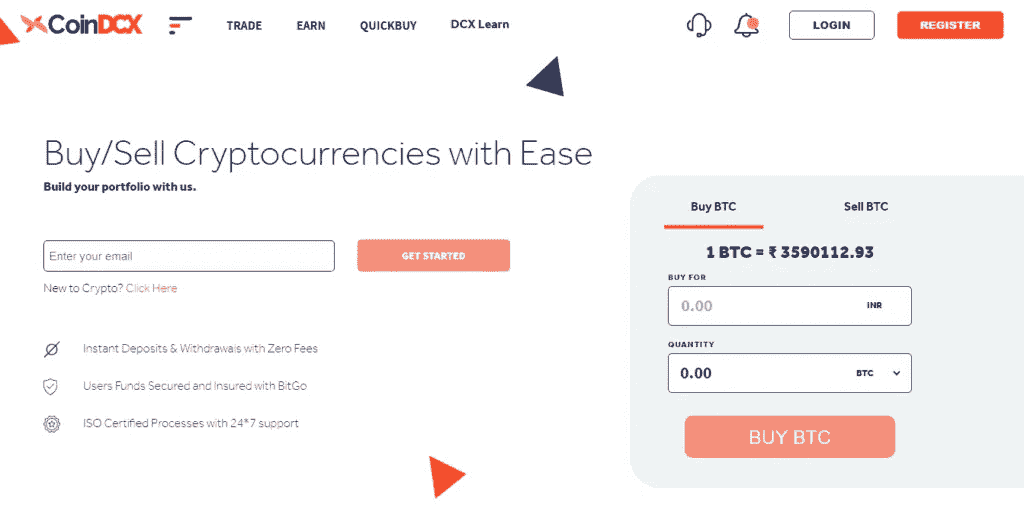 CoinDCX
TRADE
EARN
QUICKBUY
DCX Learn
LOGIN
REGISTER
Buy/Sell Cryptocurrencies with Ease
Build your portfolio with us.
Enter your email
GET STARTED
New to Crypto? Click Here
Instant Deposits & Withdrawals with Zero Fees
Users Funds Secured and Insured with BitGo
ISO Certified Processes with 24*7 support
Buy BTC
Sell BTC
1 BTC = ₹ 3590112.93
BUY FOR
0.00 INR
QUANTITY
0.00 BTC
BUY BTC